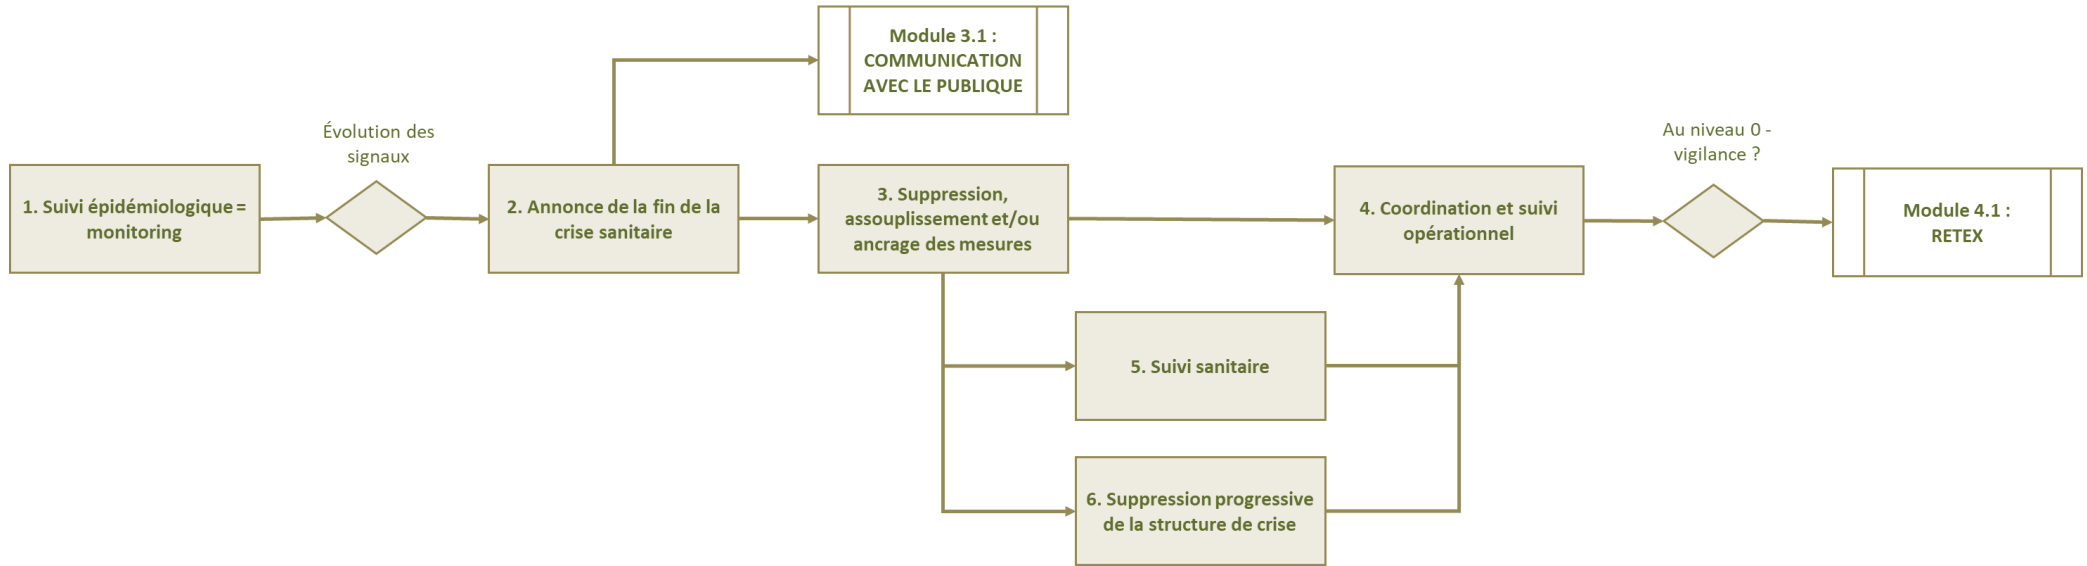 Module 3.1 :
COMMUNICATION
AVEC LE PUBLIQUE
Évolution des
signaux
Au niveau 0 -
vigilance ?
1. Suivi épidémiologique =
monitoring
2. Annonce de la fin de la
crise sanitaire
3. Suppression,
assouplissement et/ou
ancrage des mesures
4. Coordination et suivi
opérationnel
Module 4.1 :
RETEX
5. Suivi sanitaire
6. Suppression progressive
de la structure de crise